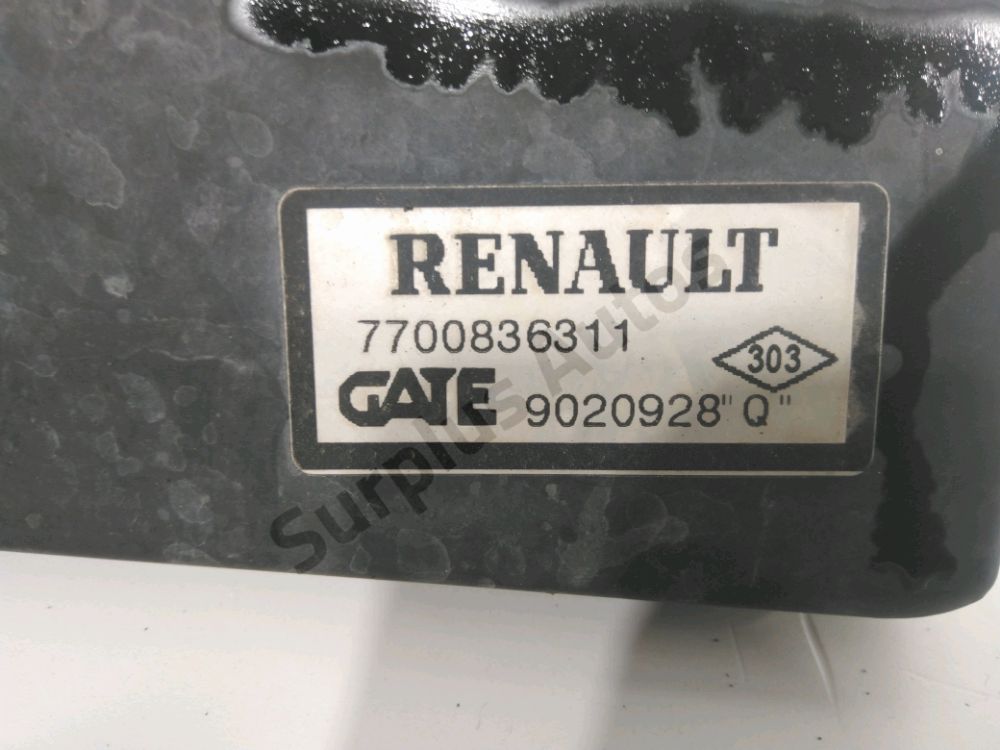 RENAULT
7700836311
303
GATE 9020928"Q"
Surplus Autos